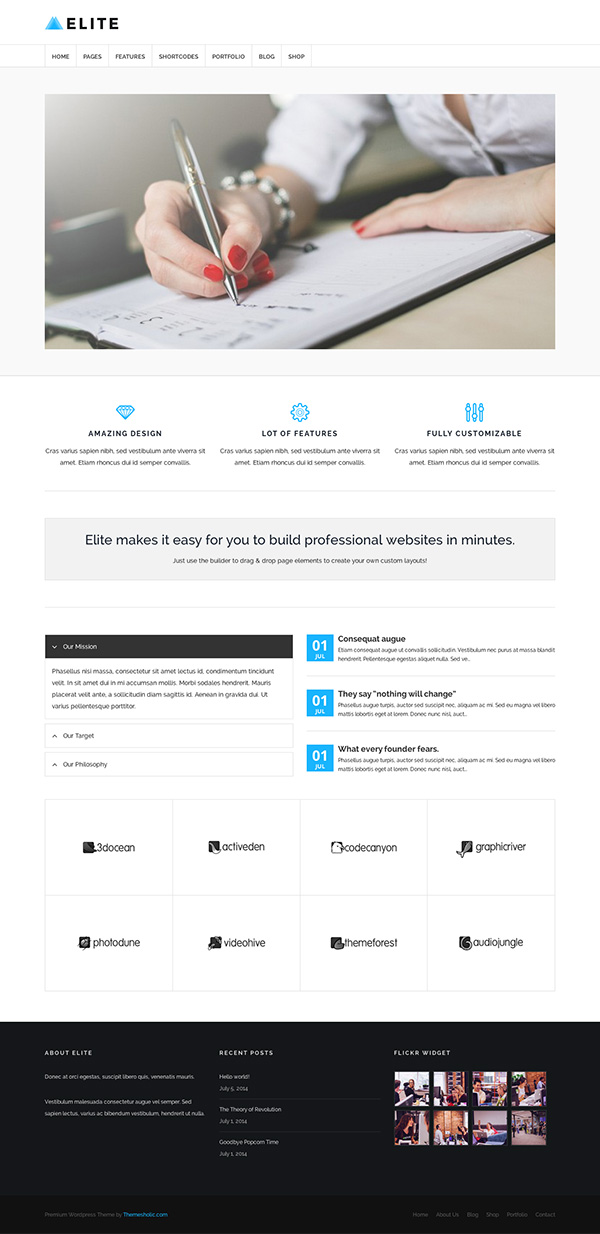 ELITE
HOME PAGES FEATURES SHORTCODES PORTFOLIO BLOG SHOP
AMAZING DESIGN
Cras varius sapien nibh, sed vestibulum ante viverra sit
amet. Etiam rhoncus dui id semper convallis.
LOT OF FEATURES
Cras varius sapien nibh, sed vestibulum ante viverra sit
amet. Etiam rhoncus dui id semper convallis.
FULLY CUSTOMIZABLE
Cras varius sapien nibh, sed vestibulum ante viverra sit
amet. Etiam rhoncus dui id semper convallis.
Elite makes it easy for you to build professional websites in minutes.
Just use the builder to drag & drop page elements to create your own custom layouts!
Our Mission
Phasellus nisi massa, consectetur sit amet lectus id, condimentum tincidunt
velit. In sit amet dui in mi accumsan mollis. Morbi sodales hendrerit. Mauris
placerat velit ante, a sollicitudin diam sagittis id. Aenean in gravida dui. Ut
varius pellentesque porttitor.
Our Target
Our Philosophy
01
JUL
Consequat augue
Etiam consequat augue ut convallis sollicitudin. Vestibulum nec purus at massa blandit
hendrerit. Pellentesque egestas aliquet nulla. Sed ve...
01
JUL
They say "nothing will change"
Phasellus augue turpis, auctor sed suscipit nec, aliquam ac mi. Sed eu magna vel libero
mattis lobortis eget at lorem. Donec nunc nisl, auct...
01
JUL
What every founder fears.
Phasellus augue turpis, auctor sed suscipit nec, aliquam ac mi. Sed eu magna vel libero
mattis lobortis eget at lorem. Donec nunc nisl, auct...
3docean
activeden
codecanyon
graphicriver
photodune
videohive
themeforest
audiojungle
ABOUT ELITE
Donec at orci egestas, suscipit libero quis, venenatis mauris.
Vestibulum malesuada consectetur augue vel semper. Sed
sapien lectus, varius ac bibendum vestibulum, hendrerit ut nulla.
RECENT POSTS
Hello world!
July 5, 2014
The Theory of Revolution
July 1, 2014
Goodbye Popcorn Time
July 1, 2014
FLICKR WIDGET
Premium Wordpress Theme by Themesholic.com
Home About Us Blog Shop Portfolio Contact